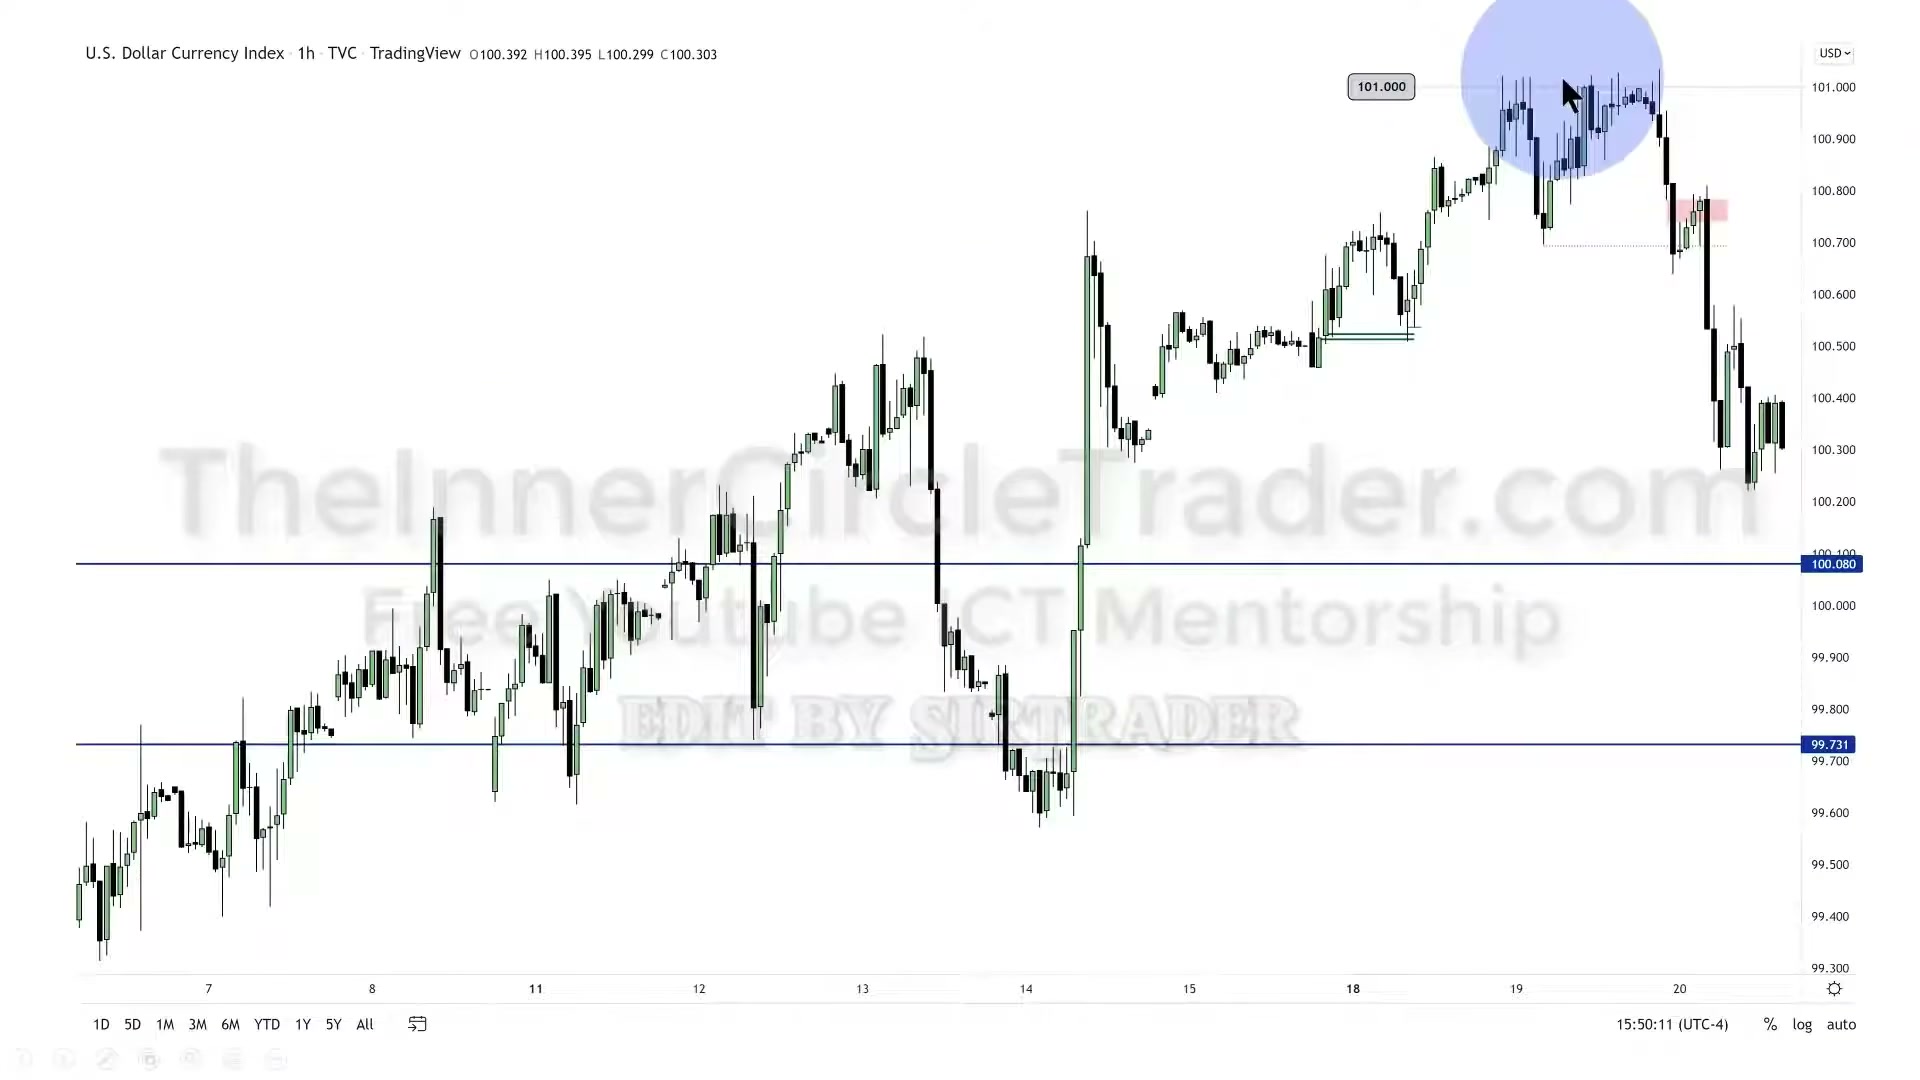 U.S. Dollar Currency Index · 1h · TVC · TradingView O100.392 H100.395 L100.299 C100.303
USD
101.000
101.000
100.900
100.800
100.700
100.600
100.500
100.400
100.300
100.200
100.100
100.080
100.000
99.900
99.800
99.731
99.700
99.600
99.500
99.400
99.300
TheInnerCircleTrader.com
Free Youtube ICT Mentorship
EDIT BY SIRTRADER
7 8 11 12 13 14 15 18 19 20
1D 5D 1M 3M 6M YTD 1Y 5Y All
15:50:11 (UTC-4) % log auto